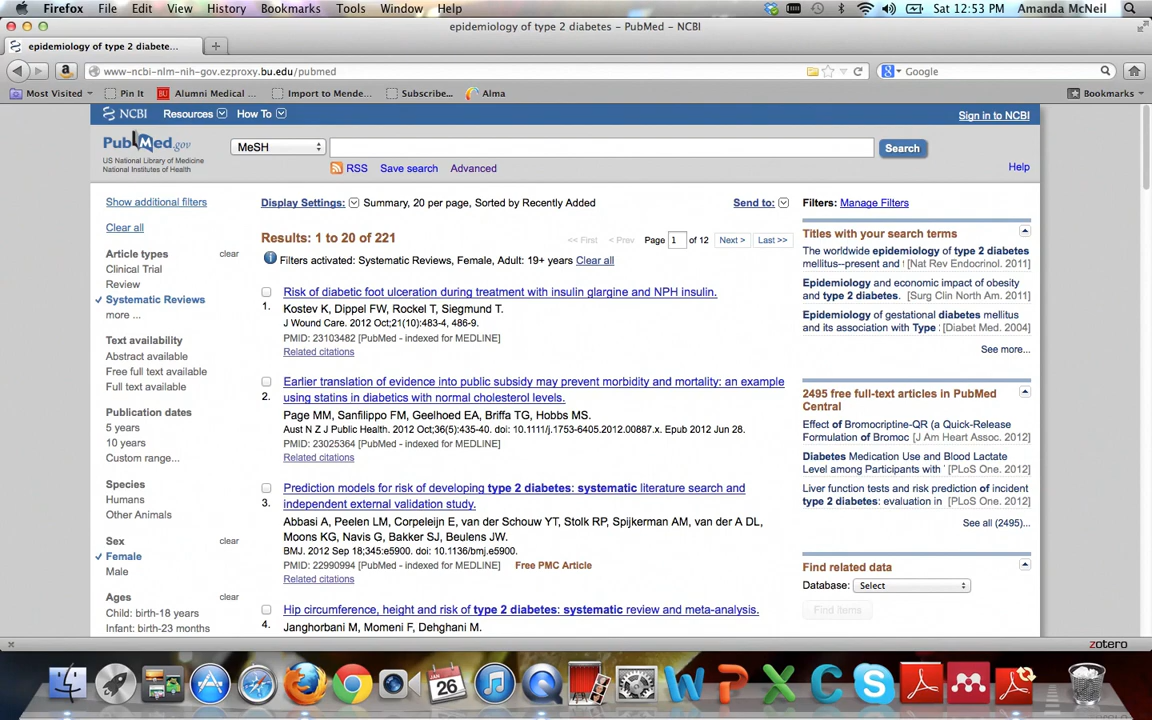 Firefox File Edit View History Bookmarks Tools Window Help Sat 12:53 PM Amanda McNeil
epidemiology of type 2 diabetes - PubMed - NCBI
epidemiology of type 2 diabete...
www-ncbi-nlm-nih-gov.ezproxy.bu.edu/pubmed Google
Most Visited Pin It Alumni Medical ... Import to Mende... Subscribe... Alma Bookmarks
NCBI Resources How To Sign in to NCBI
PubMed.gov MeSH Search
US National Library of Medicine
National Institutes of Health
RSS Save search Advanced Help
Show additional filters
Clear all
Article types clear
Clinical Trial
Review
Systematic Reviews
more ...
Text availability
Abstract available
Free full text available
Full text available
Publication dates
5 years
10 years
Custom range...
Species
Humans
Other Animals
Sex clear
Female
Male
Ages clear
Child: birth-18 years
Infant: birth-23 months
Display Settings: Summary, 20 per page, Sorted by Recently Added Send to:
Results: 1 to 20 of 221 << First < Prev Page 1 of 12 Next > Last >>
Filters activated: Systematic Reviews, Female, Adult: 19+ years Clear all
Risk of diabetic foot ulceration during treatment with insulin glargine and NPH insulin.
1. Kostev K, Dippel FW, Rockel T, Siegmund T.
J Wound Care. 2012 Oct;21(10):483-4, 486-9.
PMID: 23103482 [PubMed - indexed for MEDLINE]
Related citations
Earlier translation of evidence into public subsidy may prevent morbidity and mortality: an example
2. using statins in diabetics with normal cholesterol levels.
Page MM, Sanfilippo FM, Geelhoed EA, Briffa TG, Hobbs MS.
Aust N Z J Public Health. 2012 Oct;36(5):435-40. doi: 10.1111/j.1753-6405.2012.00887.x. Epub 2012 Jun 28.
PMID: 23025364 [PubMed - indexed for MEDLINE]
Related citations
Prediction models for risk of developing type 2 diabetes: systematic literature search and
3. independent external validation study.
Abbasi A, Peelen LM, Corpeleijn E, van der Schouw YT, Stolk RP, Spijkerman AM, van der A DL,
Moons KG, Navis G, Bakker SJ, Beulens JW.
BMJ. 2012 Sep 18;345:e5900. doi: 10.1136/bmj.e5900.
PMID: 22990994 [PubMed - indexed for MEDLINE] Free PMC Article
Related citations
Hip circumference, height and risk of type 2 diabetes: systematic review and meta-analysis.
4. Janghorbani M, Momeni F, Dehghani M.
Filters: Manage Filters
Titles with your search terms
The worldwide epidemiology of type 2 diabetes
mellitus--present and [Nat Rev Endocrinol. 2011]
Epidemiology and economic impact of obesity
and type 2 diabetes. [Surg Clin North Am. 2011]
Epidemiology of gestational diabetes mellitus
and its association with Type [Diabet Med. 2004]
See more...
2495 free full-text articles in PubMed
Central
Effect of Bromocriptine-QR (a Quick-Release
Formulation of Bromoc [J Am Heart Assoc. 2012]
Diabetes Medication Use and Blood Lactate
Level among Participants with [PLoS One. 2012]
Liver function tests and risk prediction of incident
type 2 diabetes: evaluation in [PLoS One. 2012]
See all (2495)...
Find related data
Database: Select
Find items
zotero
JAN
26